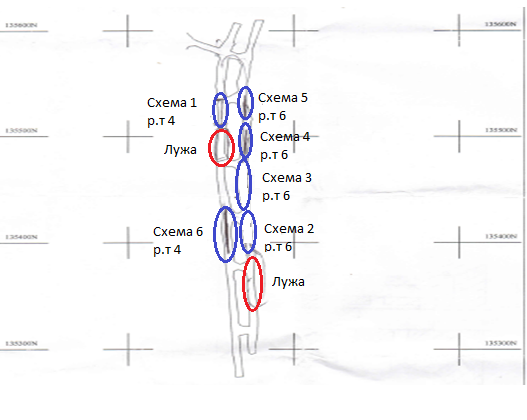 135600N
135600N
Схема 1
р.т 4
Схема 5
р.т 6
135500N
135500N
Схема 4
р.т 6
Лужа
Схема 3
р.т 6
Схема 6
р.т 4
Схема 2
р.т 6
135400N
135400N
Лужа
135300N